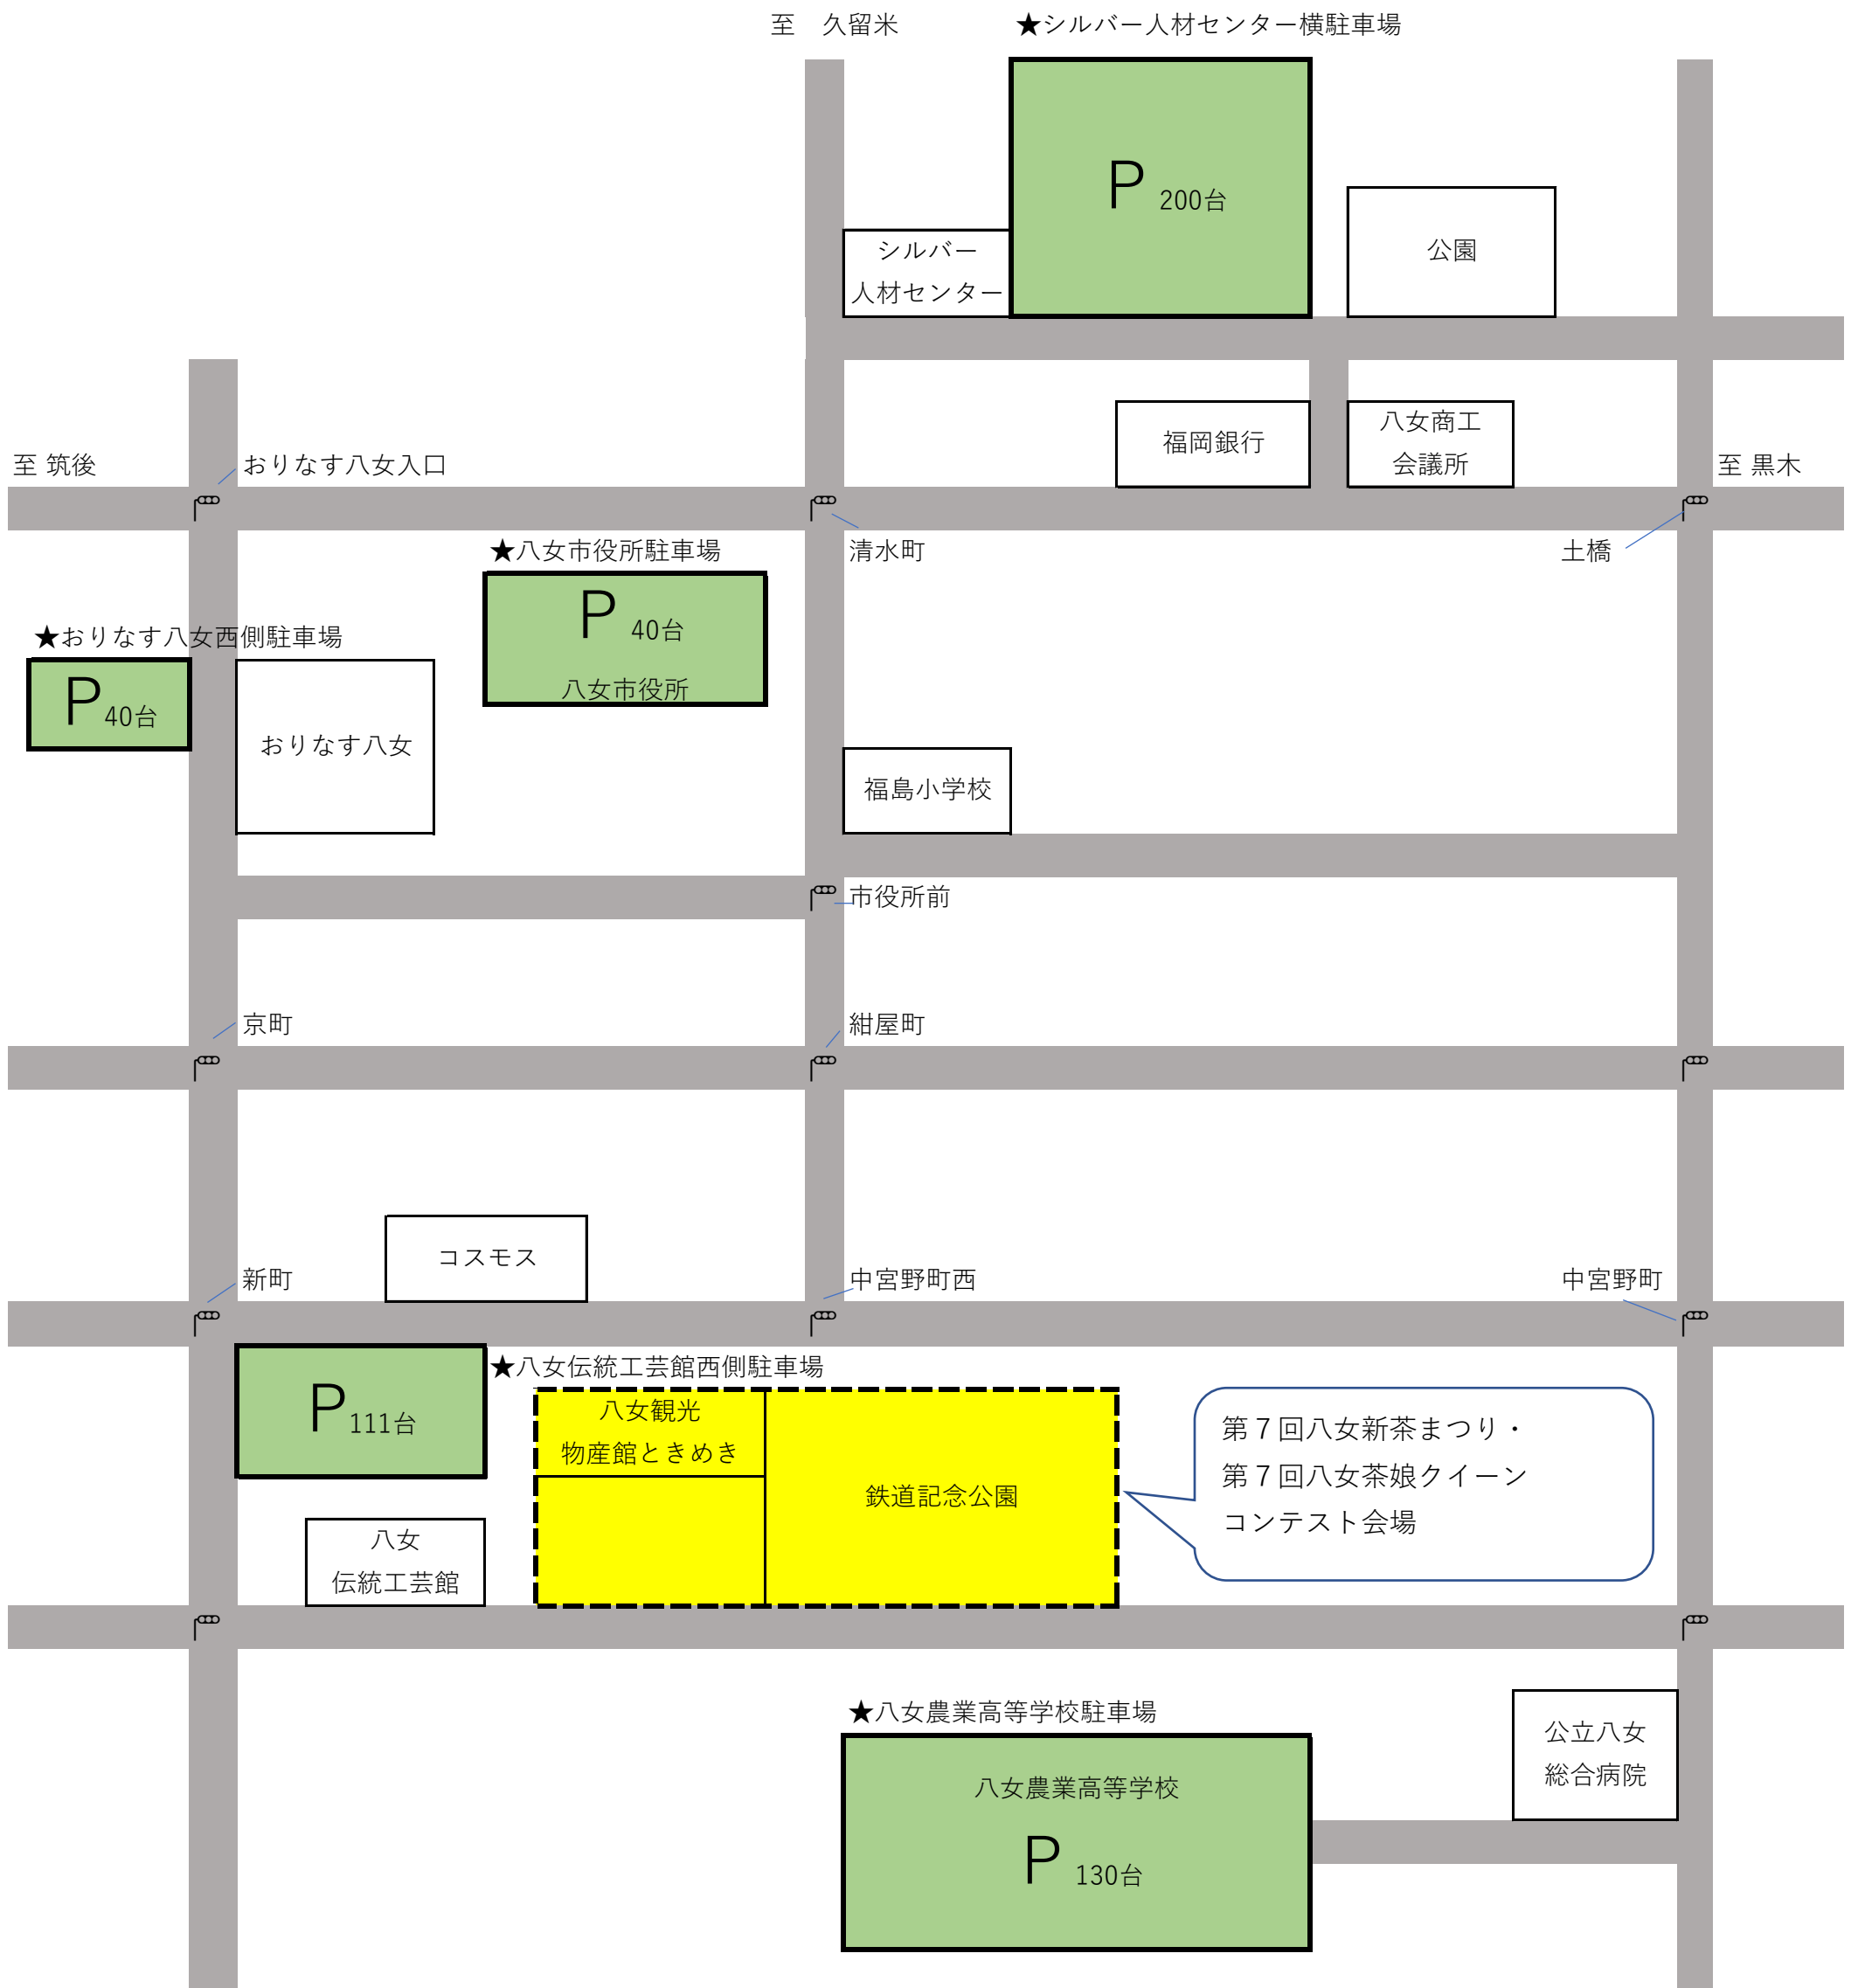 至　久留米
★シルバー人材センター横駐車場
P 200台
シルバー
人材センター
公園
福岡銀行
八女商工
会議所
至 筑後
おりなす八女入口
至 黒木
★八女市役所駐車場
清水町
土橋
P 40台
八女市役所
★おりなす八女西側駐車場
P 40台
おりなす八女
福島小学校
市役所前
京町
紺屋町
コスモス
新町
中宮野町西
中宮野町
★八女伝統工芸館西側駐車場
P 111台
八女観光
物産館ときめき
鉄道記念公園
第７回八女新茶まつり・
第７回八女茶娘クイーン
コンテスト会場
八女
伝統工芸館
★八女農業高等学校駐車場
八女農業高等学校
P 130台
公立八女
総合病院